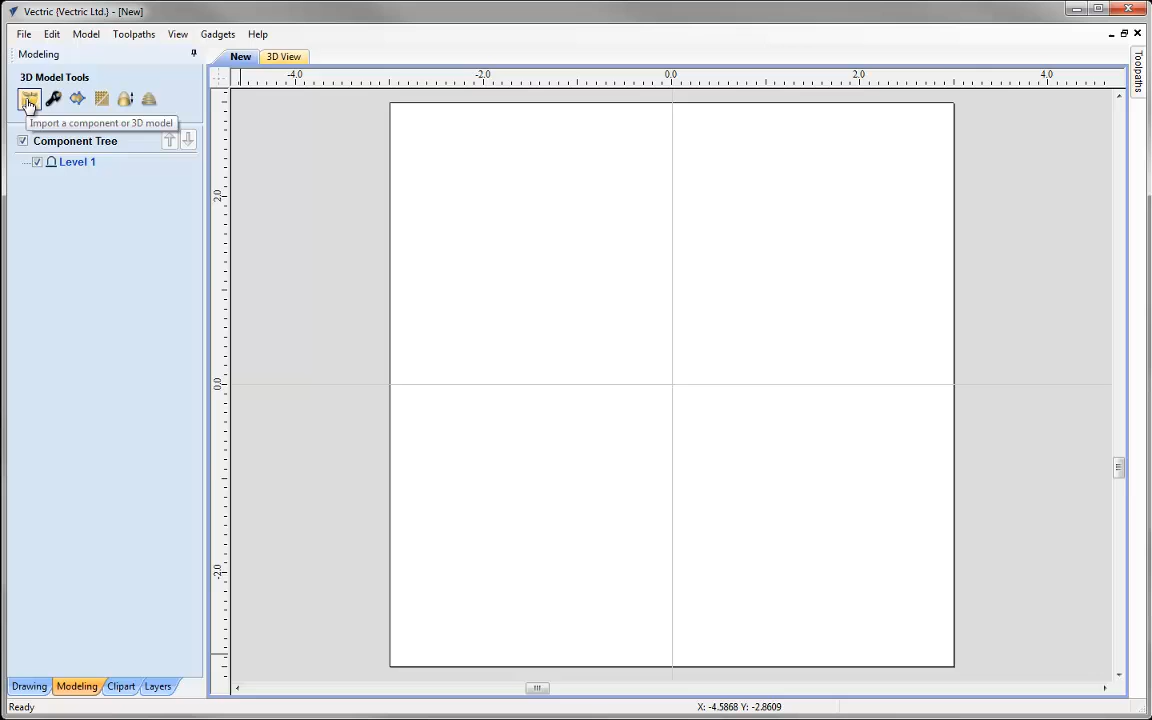 Vectric {Vectric Ltd.} - [New]
File Edit Model Toolpaths View Gadgets Help
Modeling
New 3D View
Toolpaths
3D Model Tools
-4.0 -2.0 0.0 2.0 4.0
Import a component or 3D model
Component Tree
Level 1
2.0
0.0
-2.0
Drawing Modeling Clipart Layers
Ready X: -4.5868 Y: -2.8609